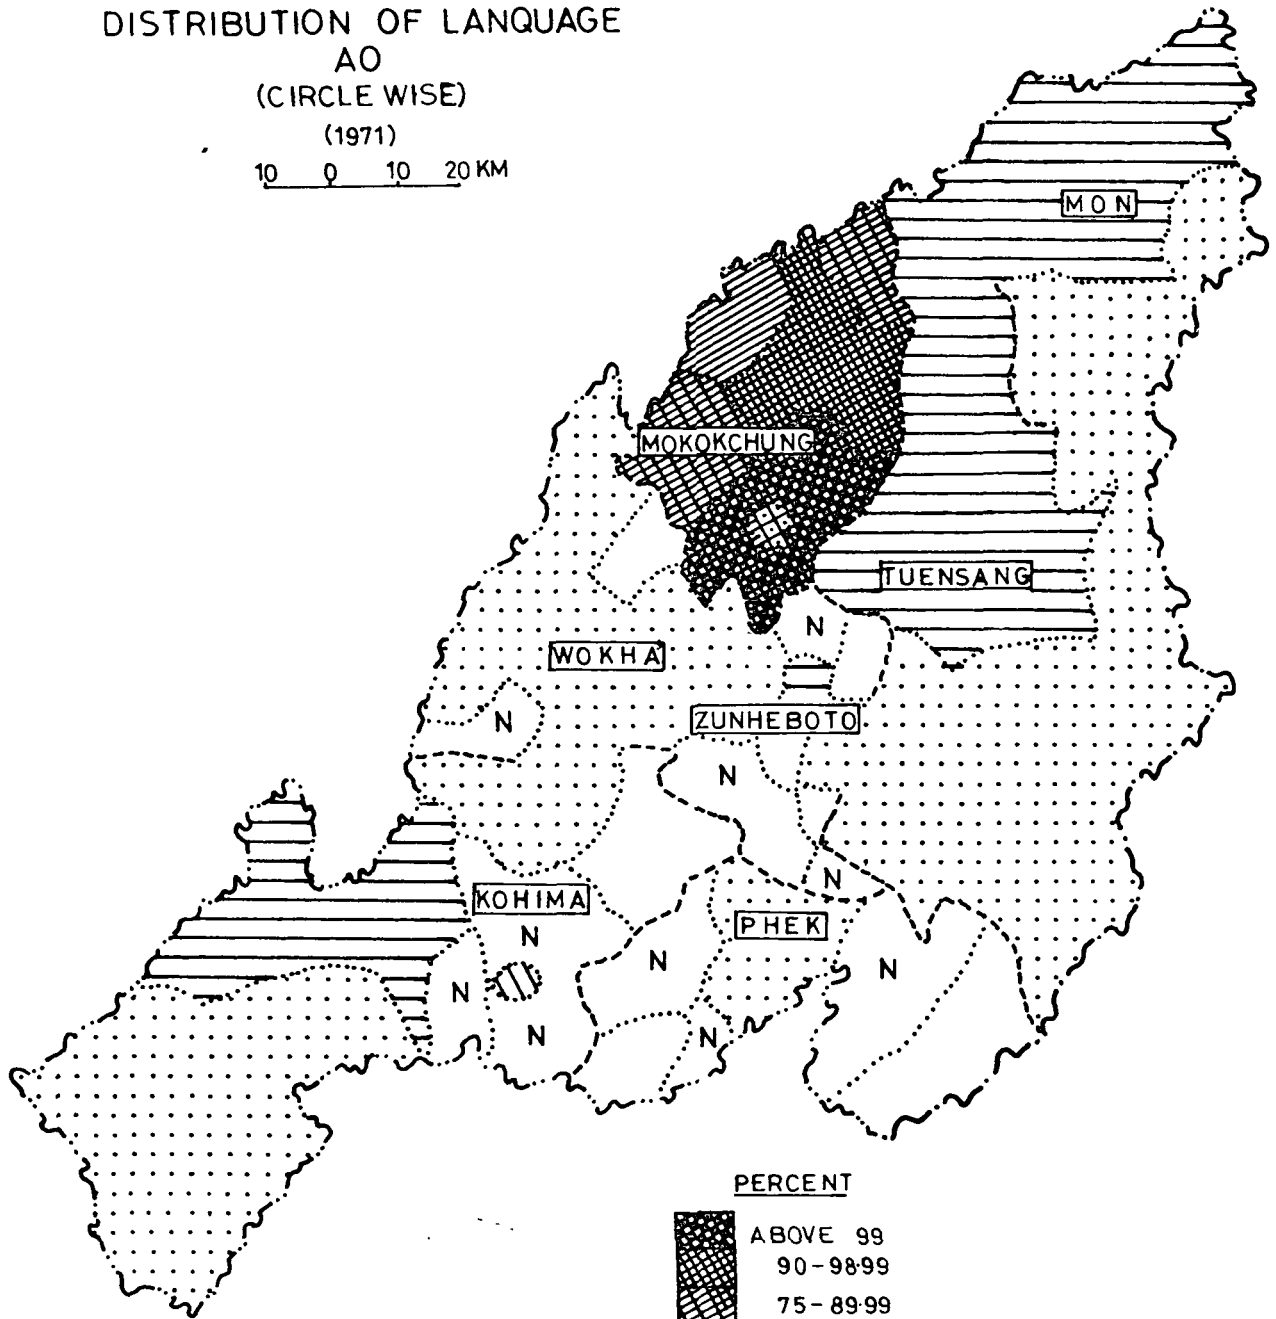 DISTRIBUTION OF LANQUAGE
AO
(CIRCLE WISE)
(1971)
10 0 10 20 KM
MON
MOKOKCHUNG
TUENSANG
N
WOKHA
N
ZUNHEBOTO
N
N
KOHIMA
PHEK
N
N
N
N
N
N
PERCENT
ABOVE 99
90-98·99
75-89·99